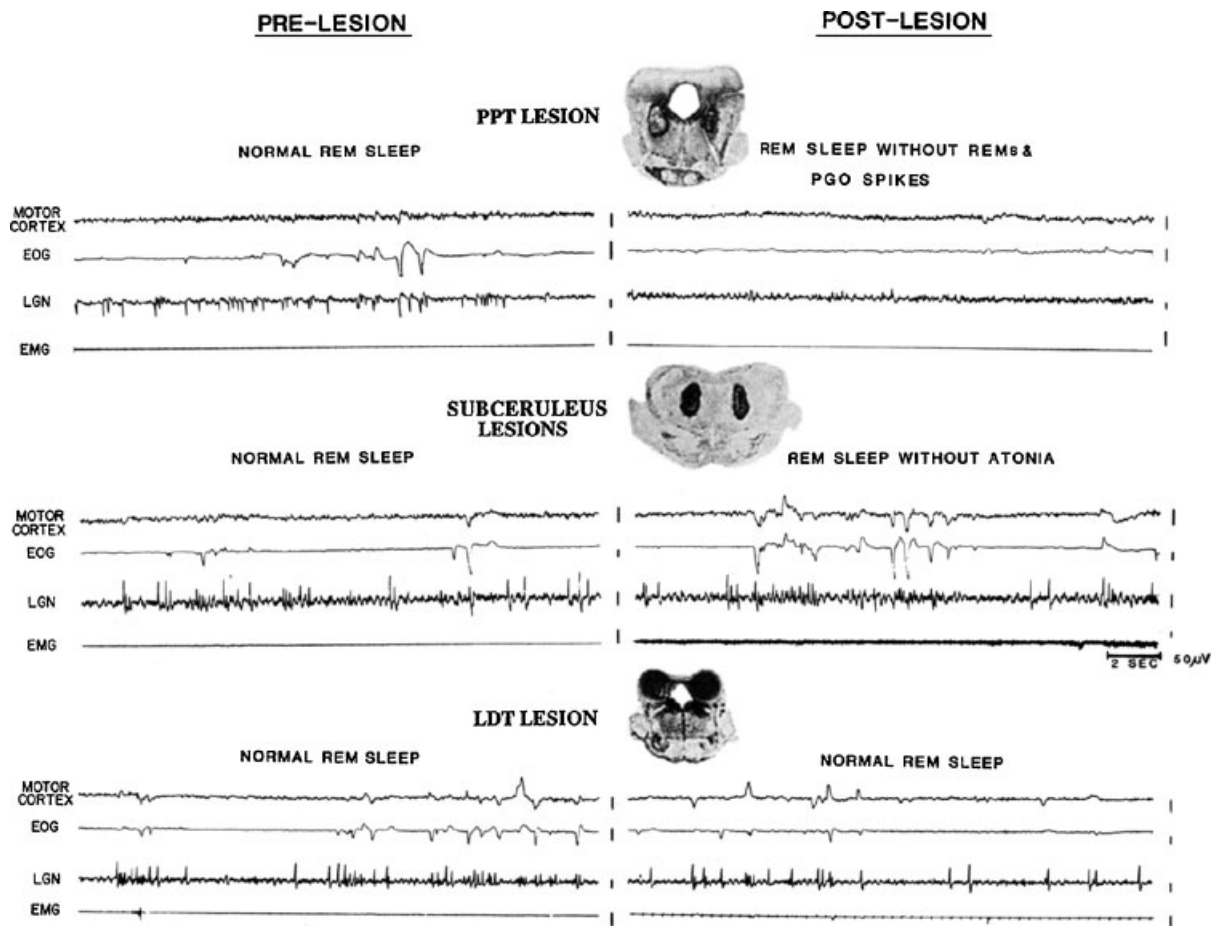 PRE-LESION
POST-LESION
PPT LESION
NORMAL REM SLEEP
REM SLEEP WITHOUT REMs &
PGO SPIKES
MOTOR
CORTEX
EOG
LGN
EMG
SUBCERULEUS
LESIONS
NORMAL REM SLEEP
REM SLEEP WITHOUT ATONIA
MOTOR
CORTEX
EOG
LGN
EMG
2 SEC
50µV
LDT LESION
NORMAL REM SLEEP
NORMAL REM SLEEP
MOTOR
CORTEX
EOG
LGN
EMG